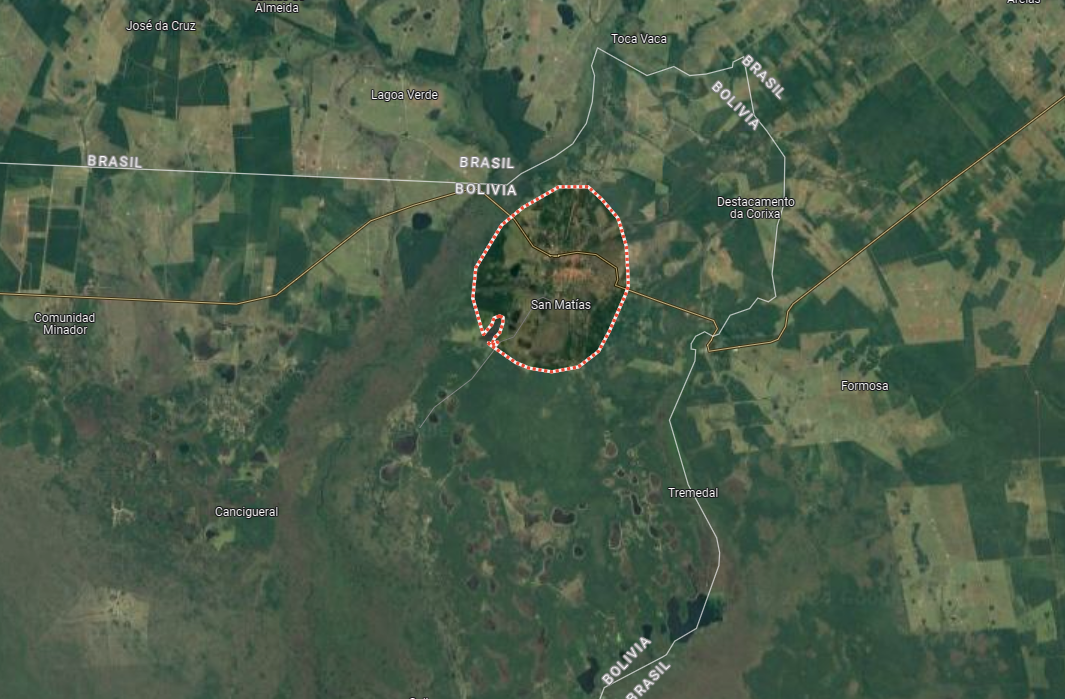 Almeida
José da Cruz
Toca Vaca
BRASIL
BOLIVIA
Lagoa Verde
BRASIL
BRASIL
BOLIVIA
Destacamento
da Corixa
San Matías
Comunidad
Minador
Formosa
Tremedal
Cancigueral
BOLIVIA
BRASIL